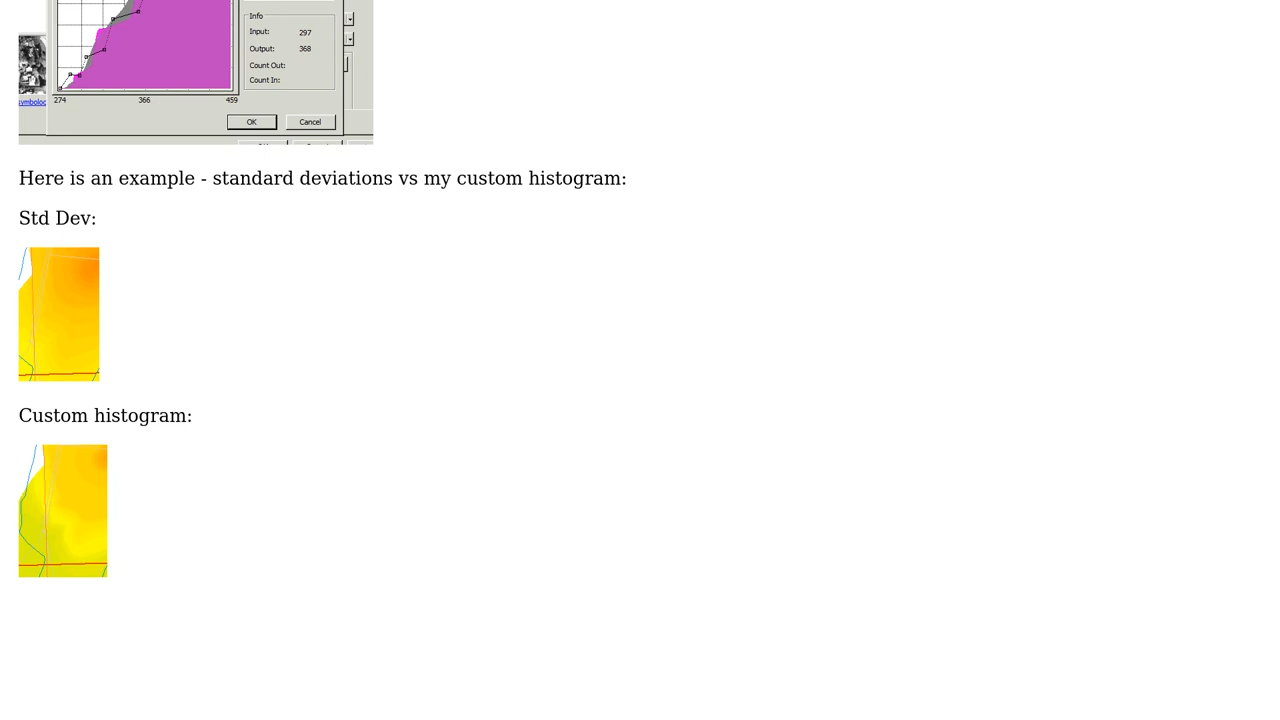 Info
Input: 297
Output: 368
Count Out:
Count In:
274 366 459
OK Cancel
Here is an example - standard deviations vs my custom histogram:
Std Dev:
Custom histogram: